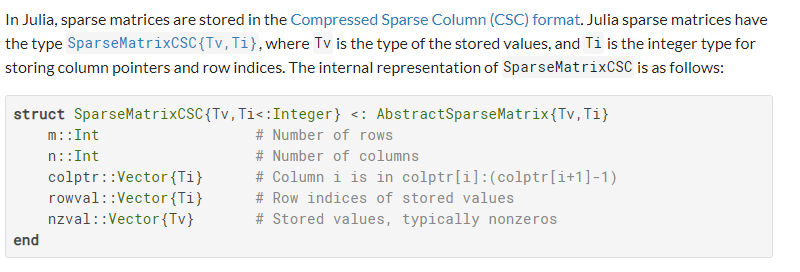 In Julia, sparse matrices are stored in the Compressed Sparse Column (CSC) format. Julia sparse matrices have
the type SparseMatrixCSC{Tv,Ti}, where Tv is the type of the stored values, and Ti is the integer type for
storing column pointers and row indices. The internal representation of SparseMatrixCSC is as follows:
struct SparseMatrixCSC{Tv,Ti<:Integer} <: AbstractSparseMatrix{Tv,Ti}
    m::Int                  # Number of rows
    n::Int                  # Number of columns
    colptr::Vector{Ti}      # Column i is in colptr[i]:(colptr[i+1]-1)
    rowval::Vector{Ti}      # Row indices of stored values
    nzval::Vector{Tv}       # Stored values, typically nonzeros
end